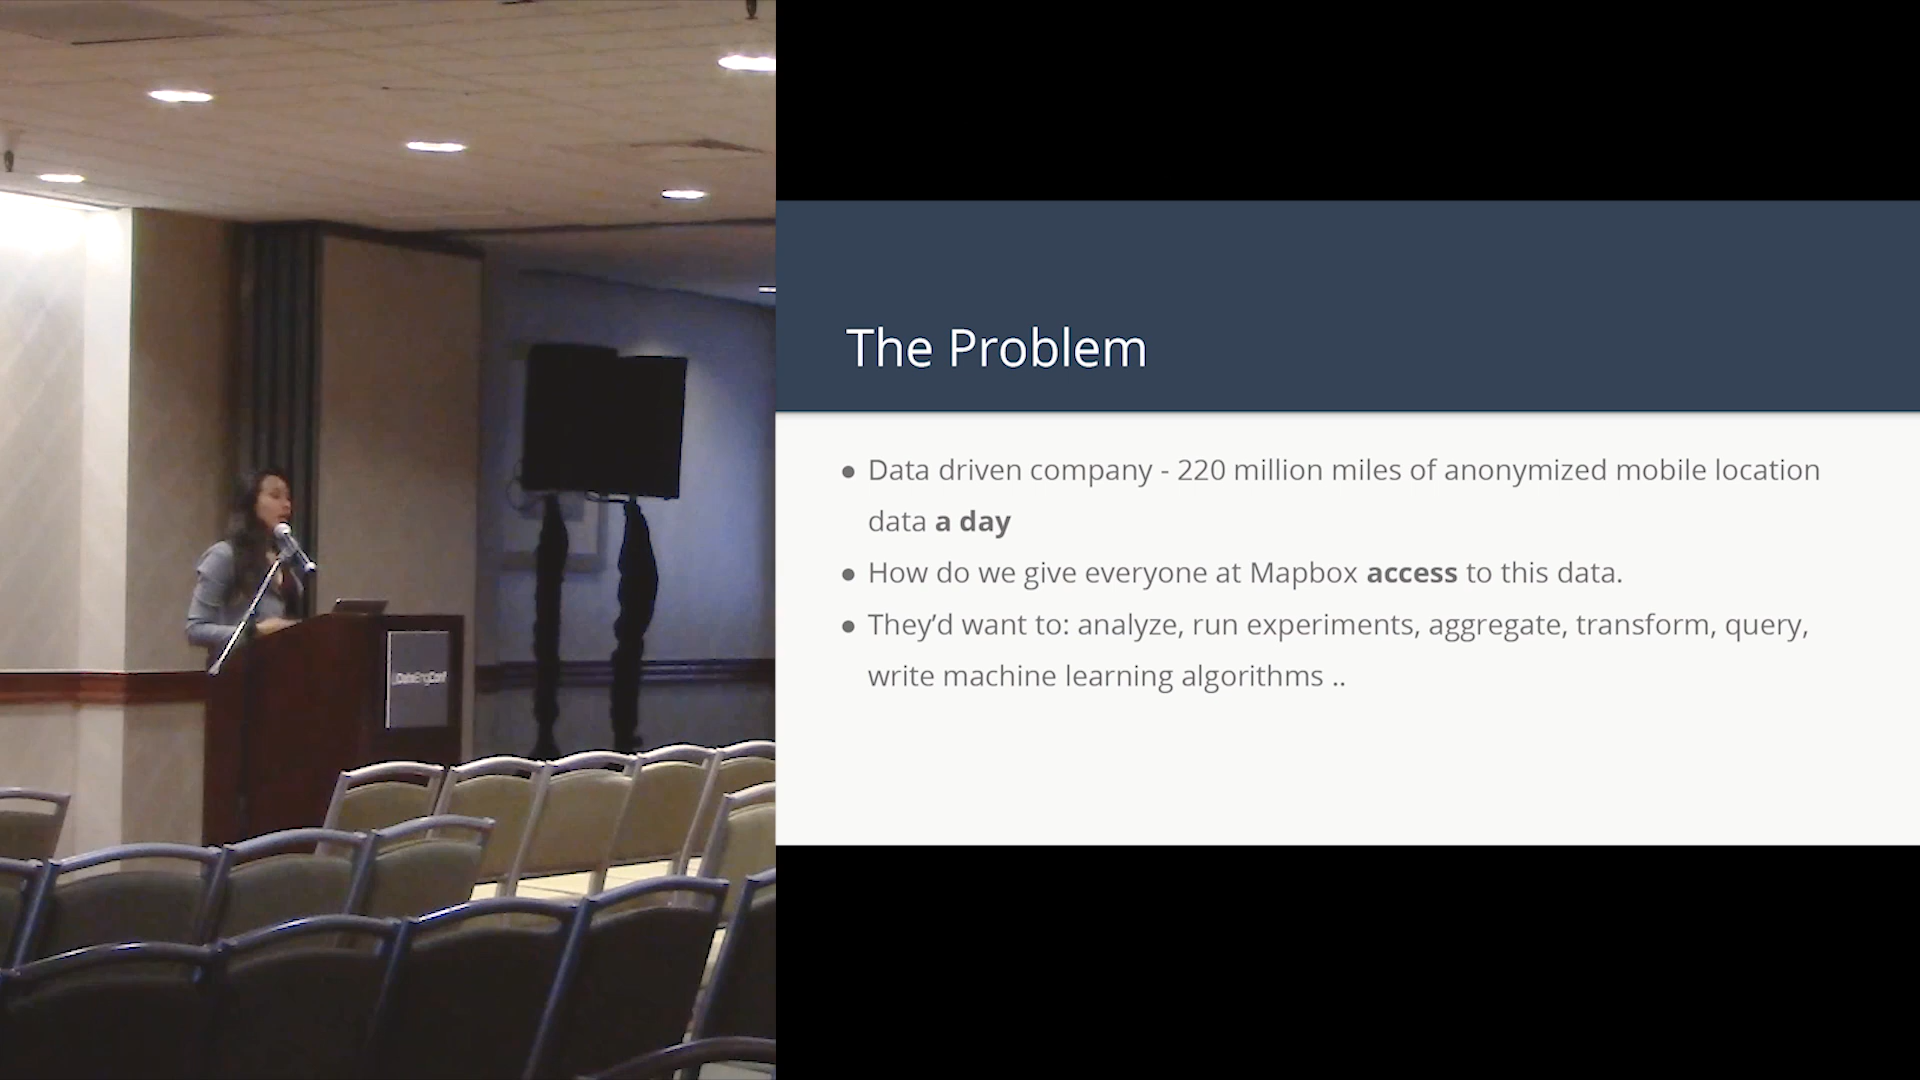 DataEngConf
The Problem
● Data driven company - 220 million miles of anonymized mobile location
data a day
● How do we give everyone at Mapbox access to this data.
● They’d want to: analyze, run experiments, aggregate, transform, query,
write machine learning algorithms ..